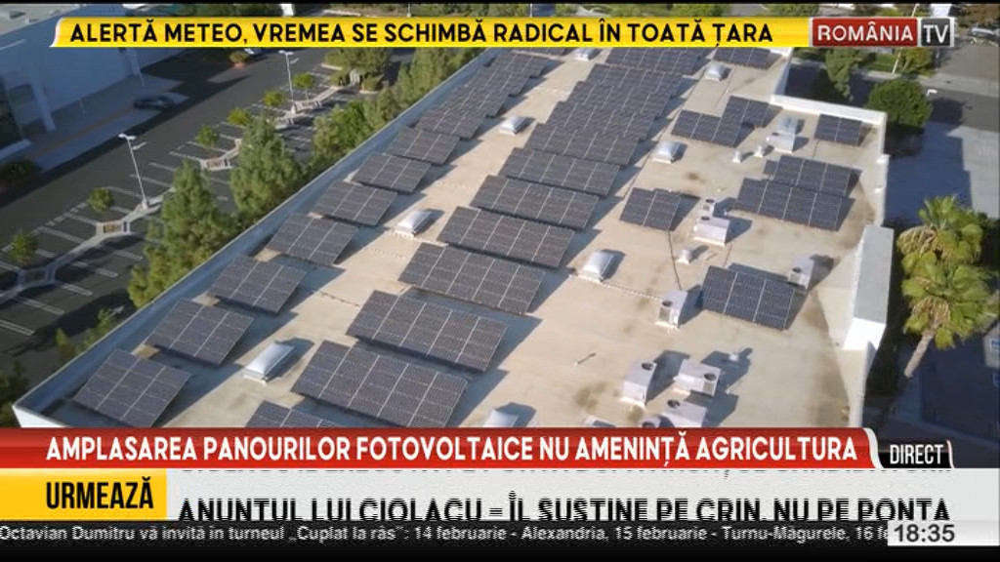 ALERTĂ METEO, VREMEA SE SCHIMBĂ RADICAL ÎN TOATĂ ȚARA
ROMÂNIA TV
AMPLASAREA PANOURILOR FOTOVOLTAICE NU AMENINȚĂ AGRICULTURA
DIRECT
URMEAZĂ
ANUNȚUL LUI CIOLACU - ÎL SUSȚINE PE CRIN, NU PE PONTA
Octavian Dumitru vă invită în turneul „Cuplat la râs”: 14 februarie - Alexandria, 15 februarie - Turnu-Măgurele, 16 fe
18:35